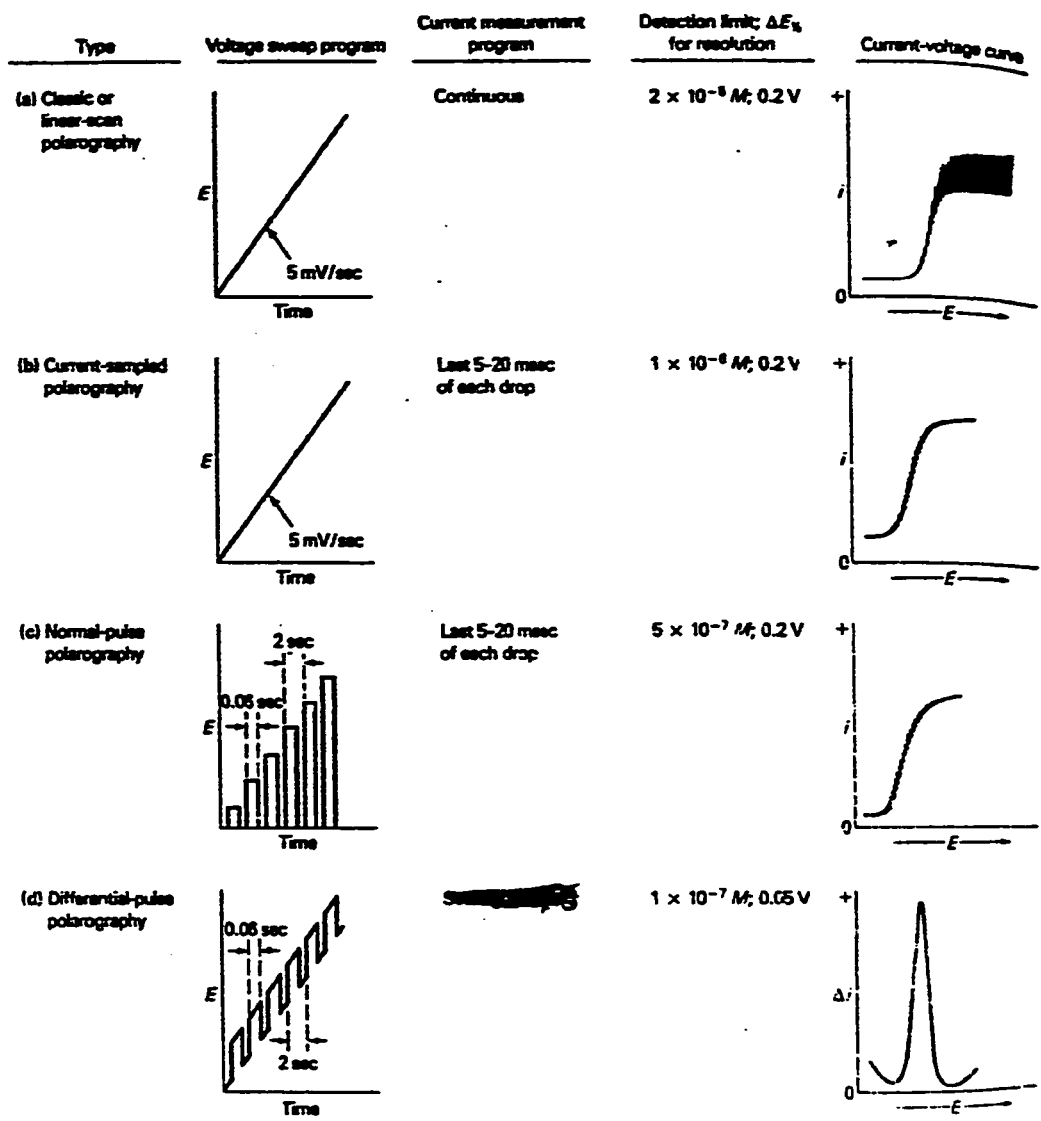 Type
Voltage sweep program
Current measurement
program
Detection limit; ΔE½
for resolution
Current-voltage curve
(a) Classic or
linear-scan
polarography
E
5 mV/sec
Time
Continuous
2 × 10⁻⁵ M; 0.2 V
+
i
0
E
(b) Current-sampled
polarography
E
5 mV/sec
Time
Last 5–20 msec
of each drop
1 × 10⁻⁶ M; 0.2 V
+
i
0
E
(c) Normal-pulse
polarography
2 sec
0.05 sec
E
Time
Last 5–20 msec
of each drop
5 × 10⁻⁷ M; 0.2 V
+
i
0
E
(d) Differential-pulse
polarography
0.05 sec
E
2 sec
Time
1 × 10⁻⁷ M; 0.05 V
+
Δi
0
E